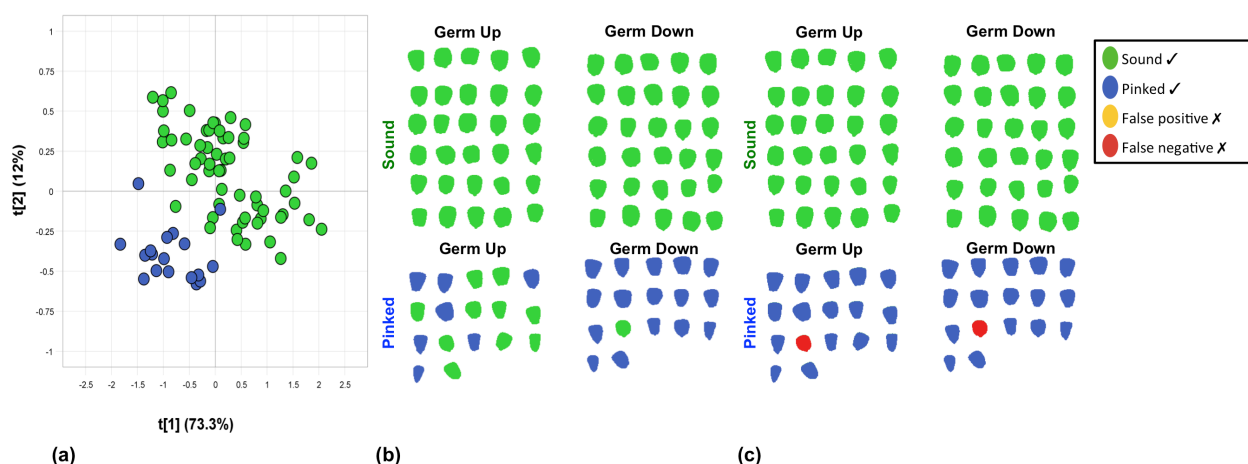 1
0.75
0.5
0.25
0
-0.25
-0.5
-0.75
-1
t[2] (12%)
-2.5 -2 -1.5 -1 -0.5 0 0.5 1 1.5 2 2.5
t[1] (73.3%)
(a)
Germ Up Germ Down
Sound
Germ Up Germ Down
Pinked
(b)
Germ Up Germ Down
Sound
Germ Up Germ Down
Pinked
(c)
Sound ✓
Pinked ✓
False positive ✗
False negative ✗